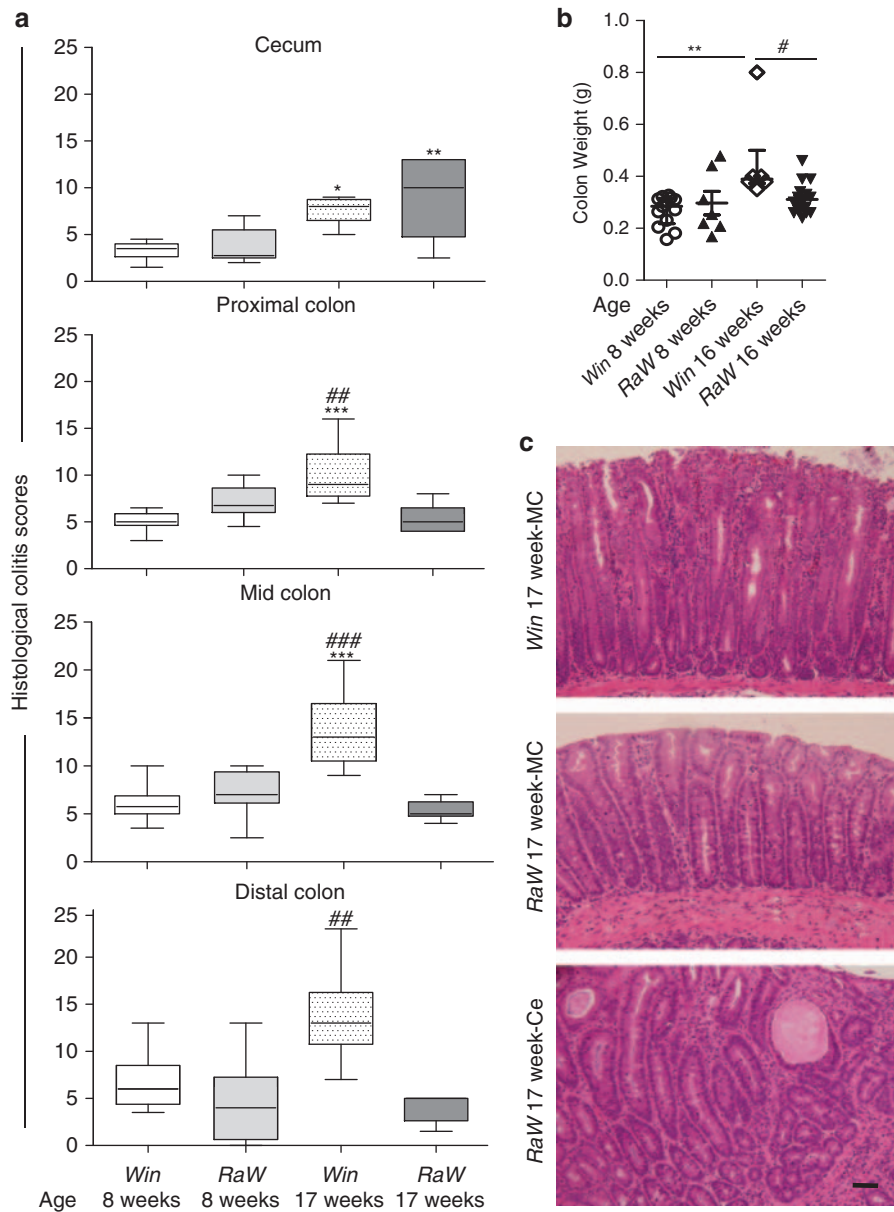 a
Histological colitis scores
Cecum
25
20
15
10
5
0
*
**
Proximal colon
25
20
15
10
5
0
##
***
Mid colon
25
20
15
10
5
0
###
***
Distal colon
25
20
15
10
5
0
##
Age
Win 8 weeks
RaW 8 weeks
Win 17 weeks
RaW 17 weeks
b
Colon Weight (g)
1.0
0.8
0.6
0.4
0.2
0.0
**
#
Age
Win 8 weeks
RaW 8 weeks
Win 16 weeks
RaW 16 weeks
c
Win 17 week-MC
RaW 17 week-MC
RaW 17 week-Ce